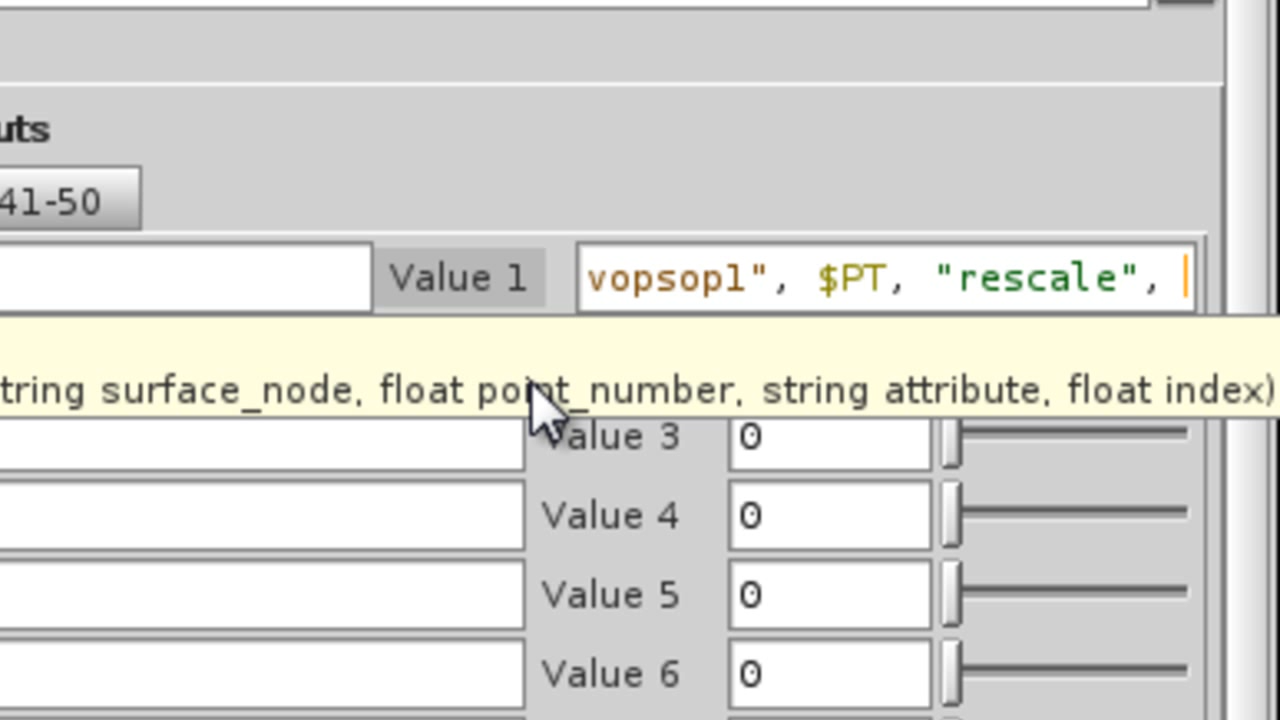 uts
41-50
Value 1 vopsop1", $PT, "rescale",
tring surface_node, float point_number, string attribute, float index)
Value 3 0
Value 4 0
Value 5 0
Value 6 0